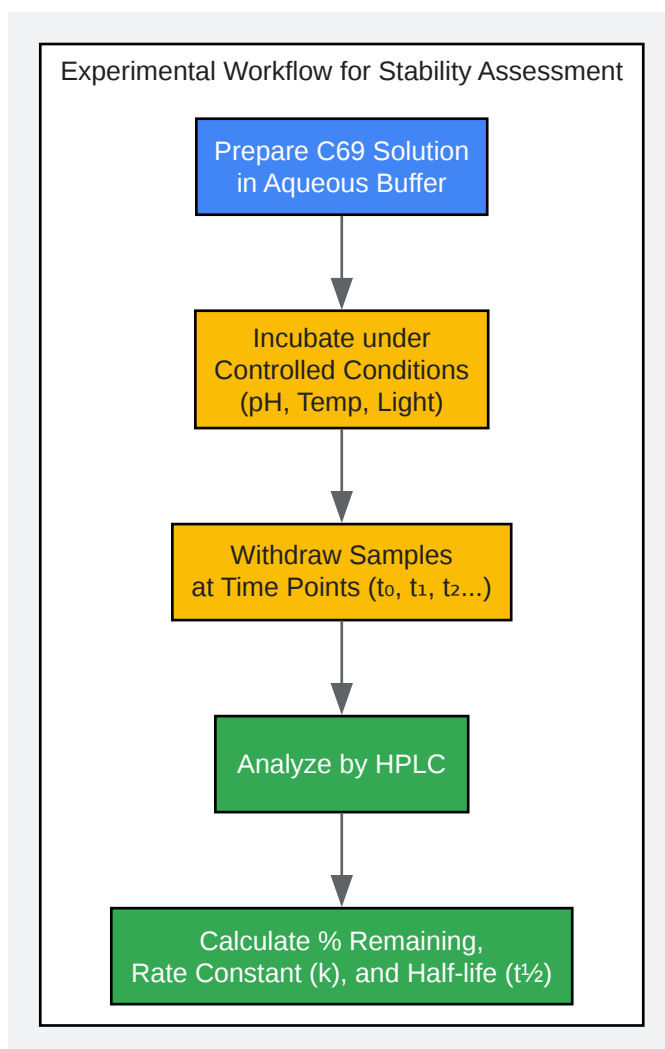 Experimental Workflow for Stability Assessment
Prepare C69 Solution
in Aqueous Buffer
Incubate under
Controlled Conditions
(pH, Temp, Light)
Withdraw Samples
at Time Points (t₀, t₁, t₂...)
Analyze by HPLC
Calculate % Remaining,
Rate Constant (k), and Half-life (t½)